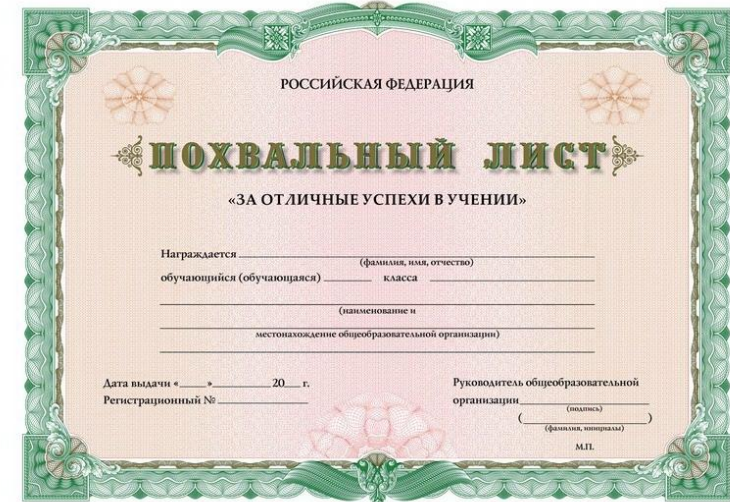 РОССИЙСКАЯ ФЕДЕРАЦИЯ
ПОХВАЛЬНЫЙ ЛИСТ
«ЗА ОТЛИЧНЫЕ УСПЕХИ В УЧЕНИИ»
Награждается
(фамилия, имя, отчество)
обучающийся (обучающаяся) класса
(наименование и
местонахождение общеобразовательной организации)
Дата выдачи « » 20 г.
Регистрационный №
Руководитель общеобразовательной
организации
(подпись)
( )
(фамилия, инициалы)
М.П.